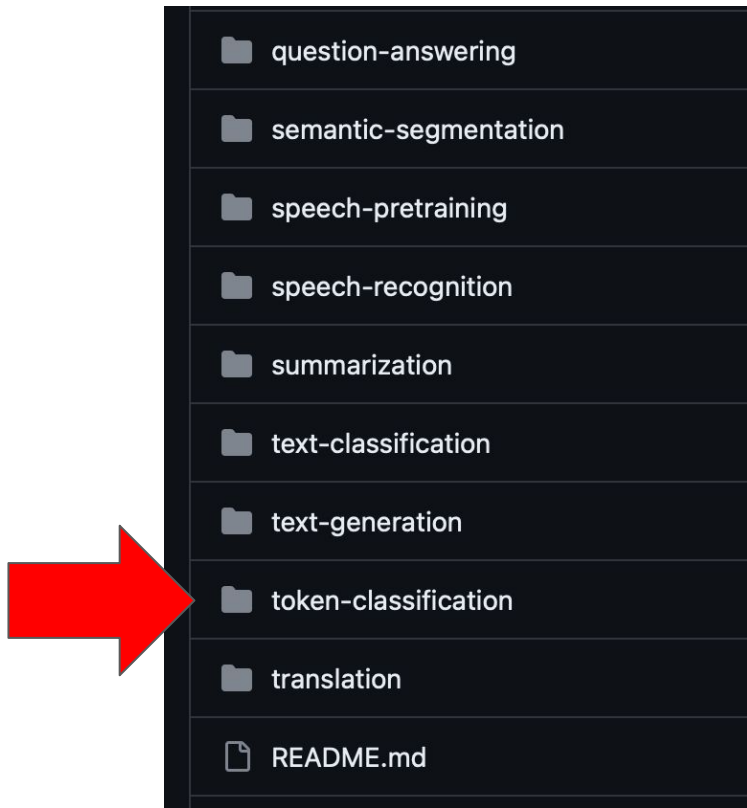 question-answering
semantic-segmentation
speech-pretraining
speech-recognition
summarization
text-classification
text-generation
token-classification
translation
README.md